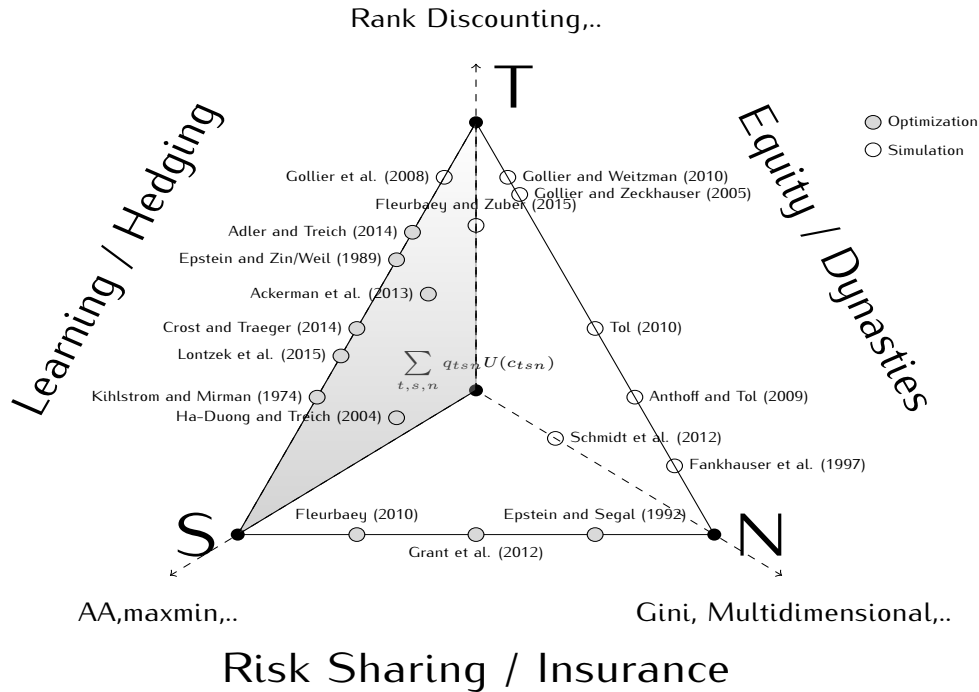 Rank Discounting,..
T
Learning / Hedging
Equity / Dynasties
Optimization
Simulation
Gollier et al. (2008)
Gollier and Weitzman (2010)
Gollier and Zeckhauser (2005)
Fleurbaey and Zuber (2015)
Adler and Treich (2014)
Epstein and Zin/Weil (1989)
Ackerman et al. (2013)
Crost and Traeger (2014)
Tol (2010)
Lontzek et al. (2015)
∑_{t,s,n} q_{tsn}U(c_{tsn})
Kihlstrom and Mirman (1974)
Anthoff and Tol (2009)
Ha-Duong and Treich (2004)
Schmidt et al. (2012)
Fankhauser et al. (1997)
S
Fleurbaey (2010)
Epstein and Segal (1992)
N
Grant et al. (2012)
AA,maxmin,..
Gini, Multidimensional,..
Risk Sharing / Insurance